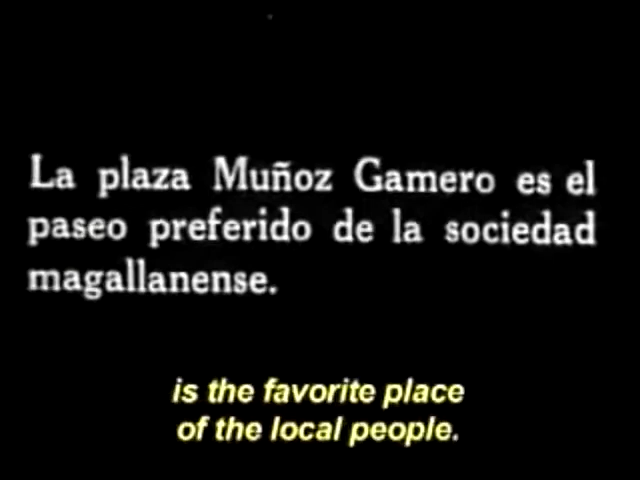 La plaza Muñoz Gamero es el
paseo preferido de la sociedad
magallanense.
is the favorite place
of the local people.